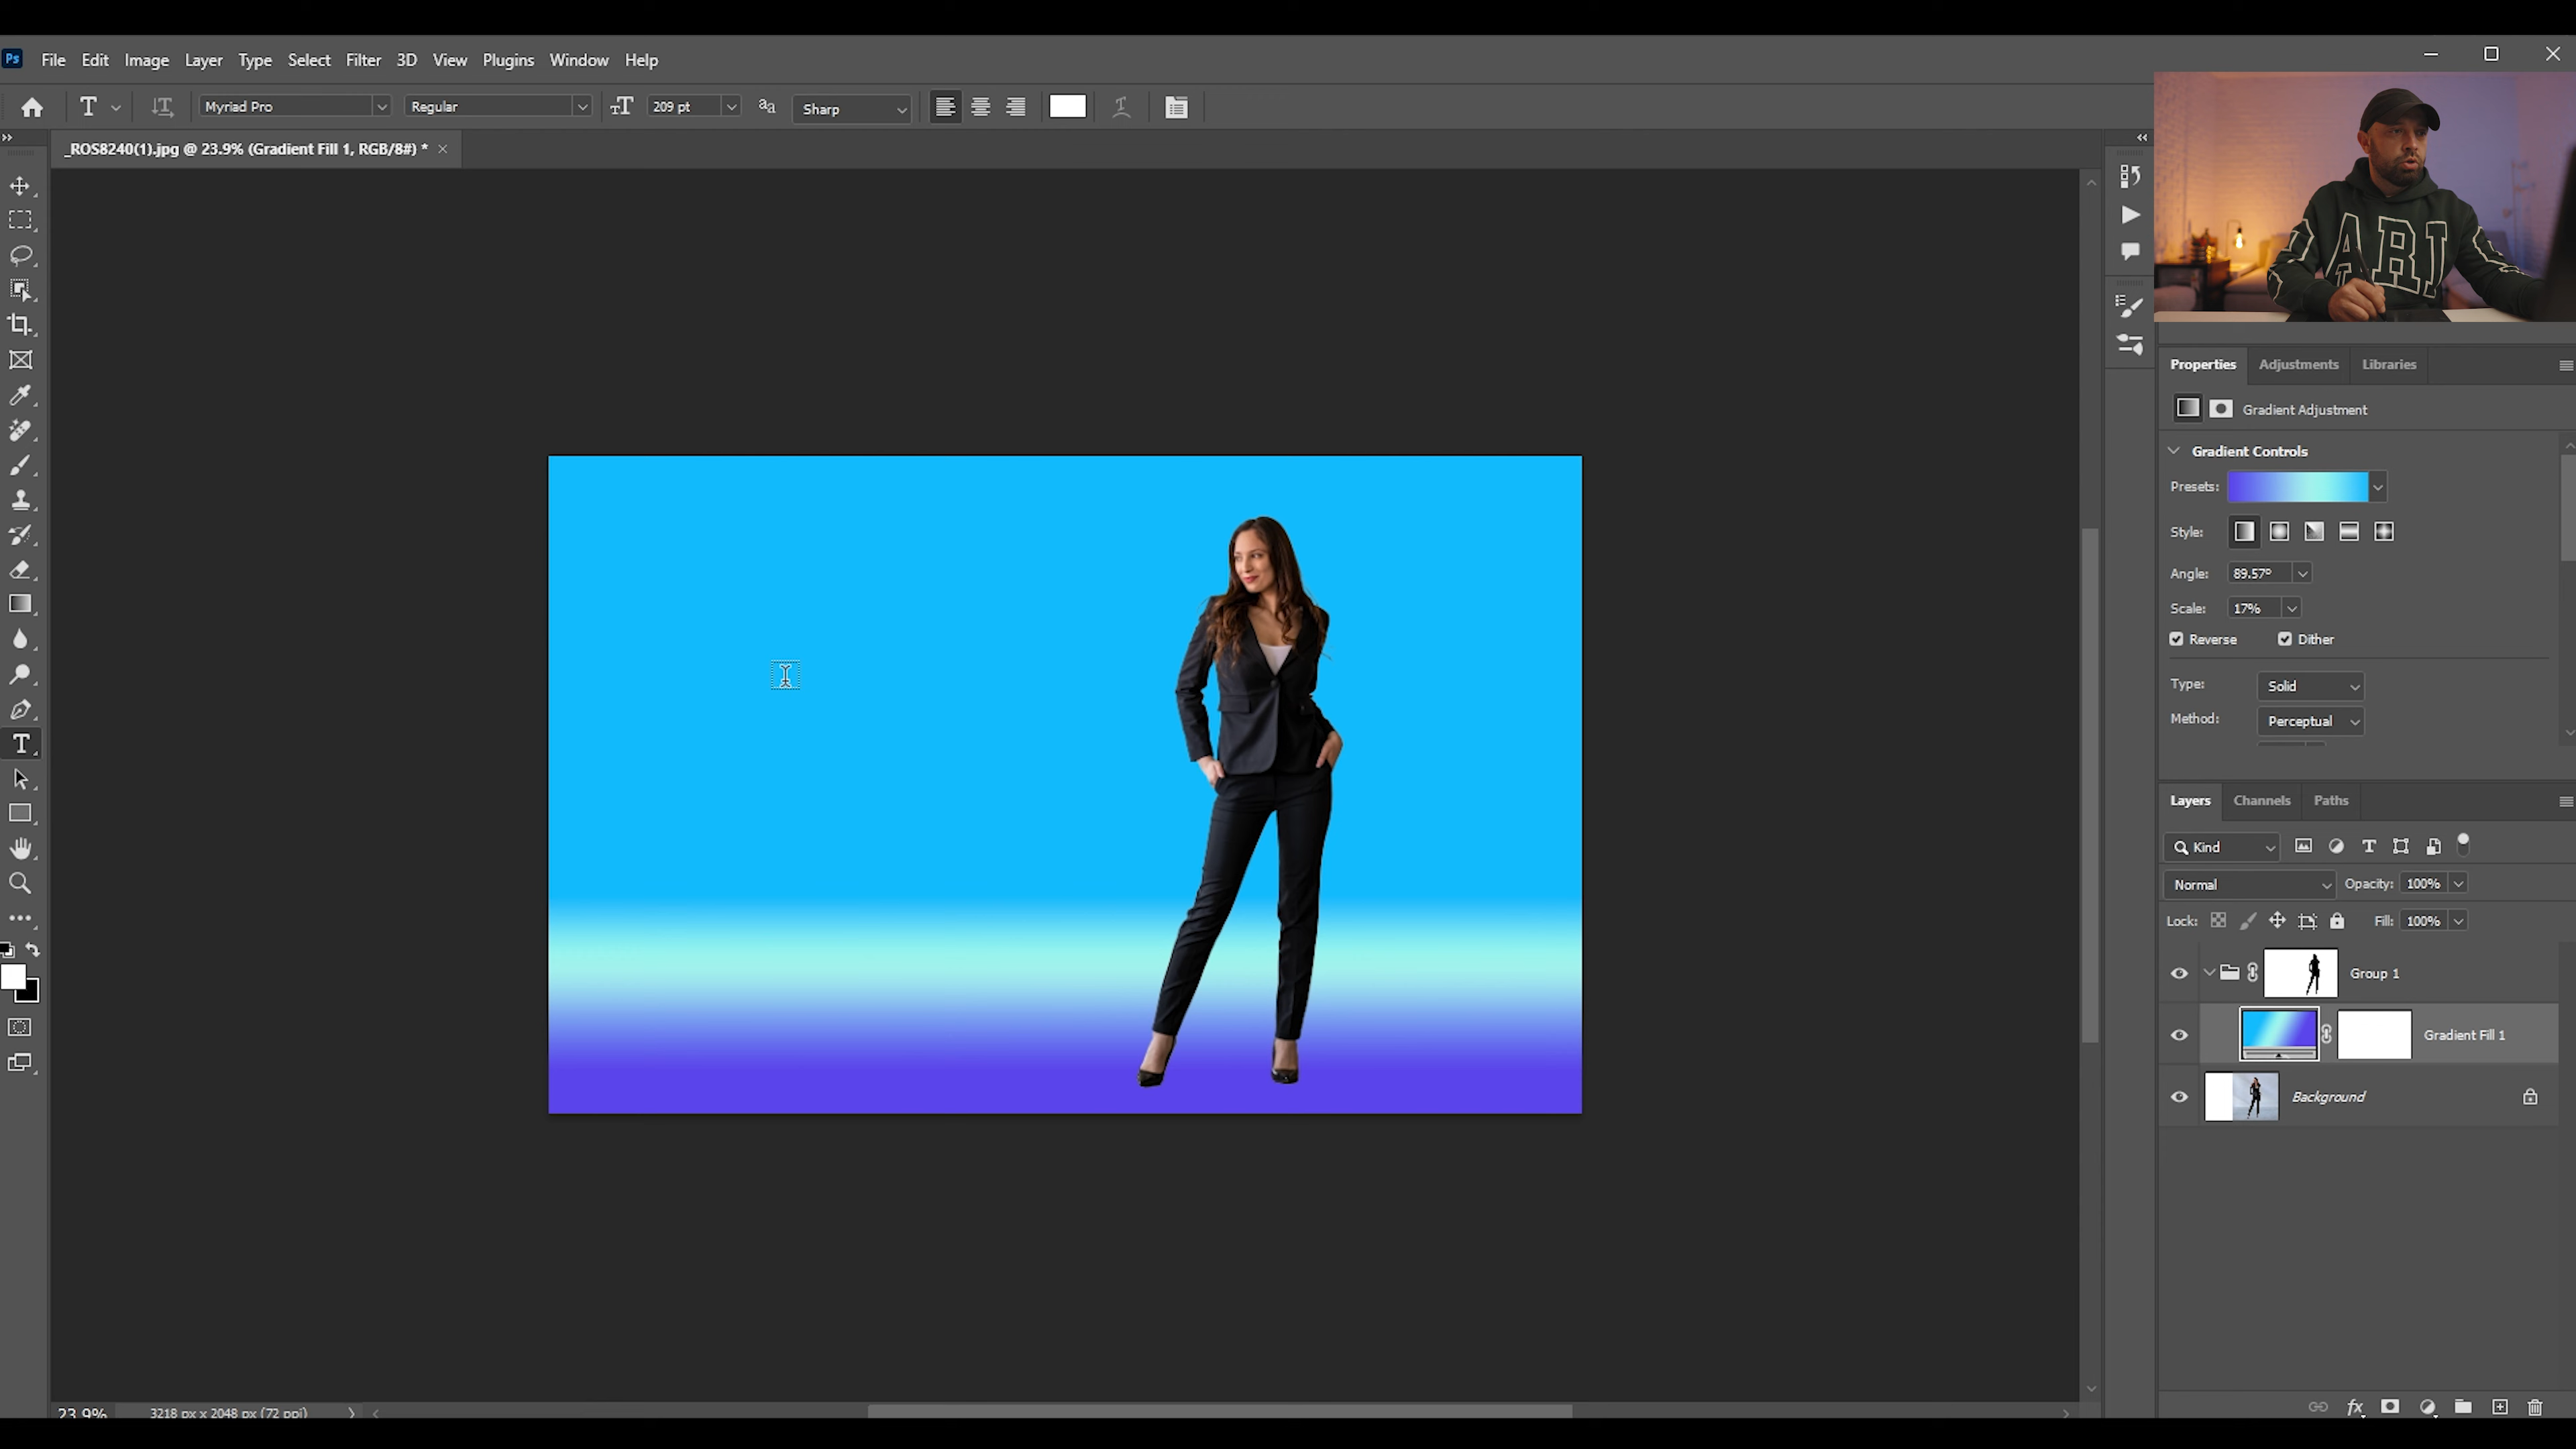 Ps File Edit Image Layer Type Select Filter 3D View Plugins Window Help
T Myriad Pro Regular 209 pt Sharp
_ROS8240(1).jpg @ 23.9% (Gradient Fill 1, RGB/8#) * ×
Properties Adjustments Libraries
Gradient Adjustment
Gradient Controls
Presets:
Style:
Angle: 89.57°
Scale: 17%
Reverse Dither
Type: Solid
Method: Perceptual
Layers Channels Paths
Kind
Normal Opacity: 100%
Lock: Fill: 100%
Group 1
Gradient Fill 1
Background
23.9% 3218 px x 2048 px (72 ppi)
fx